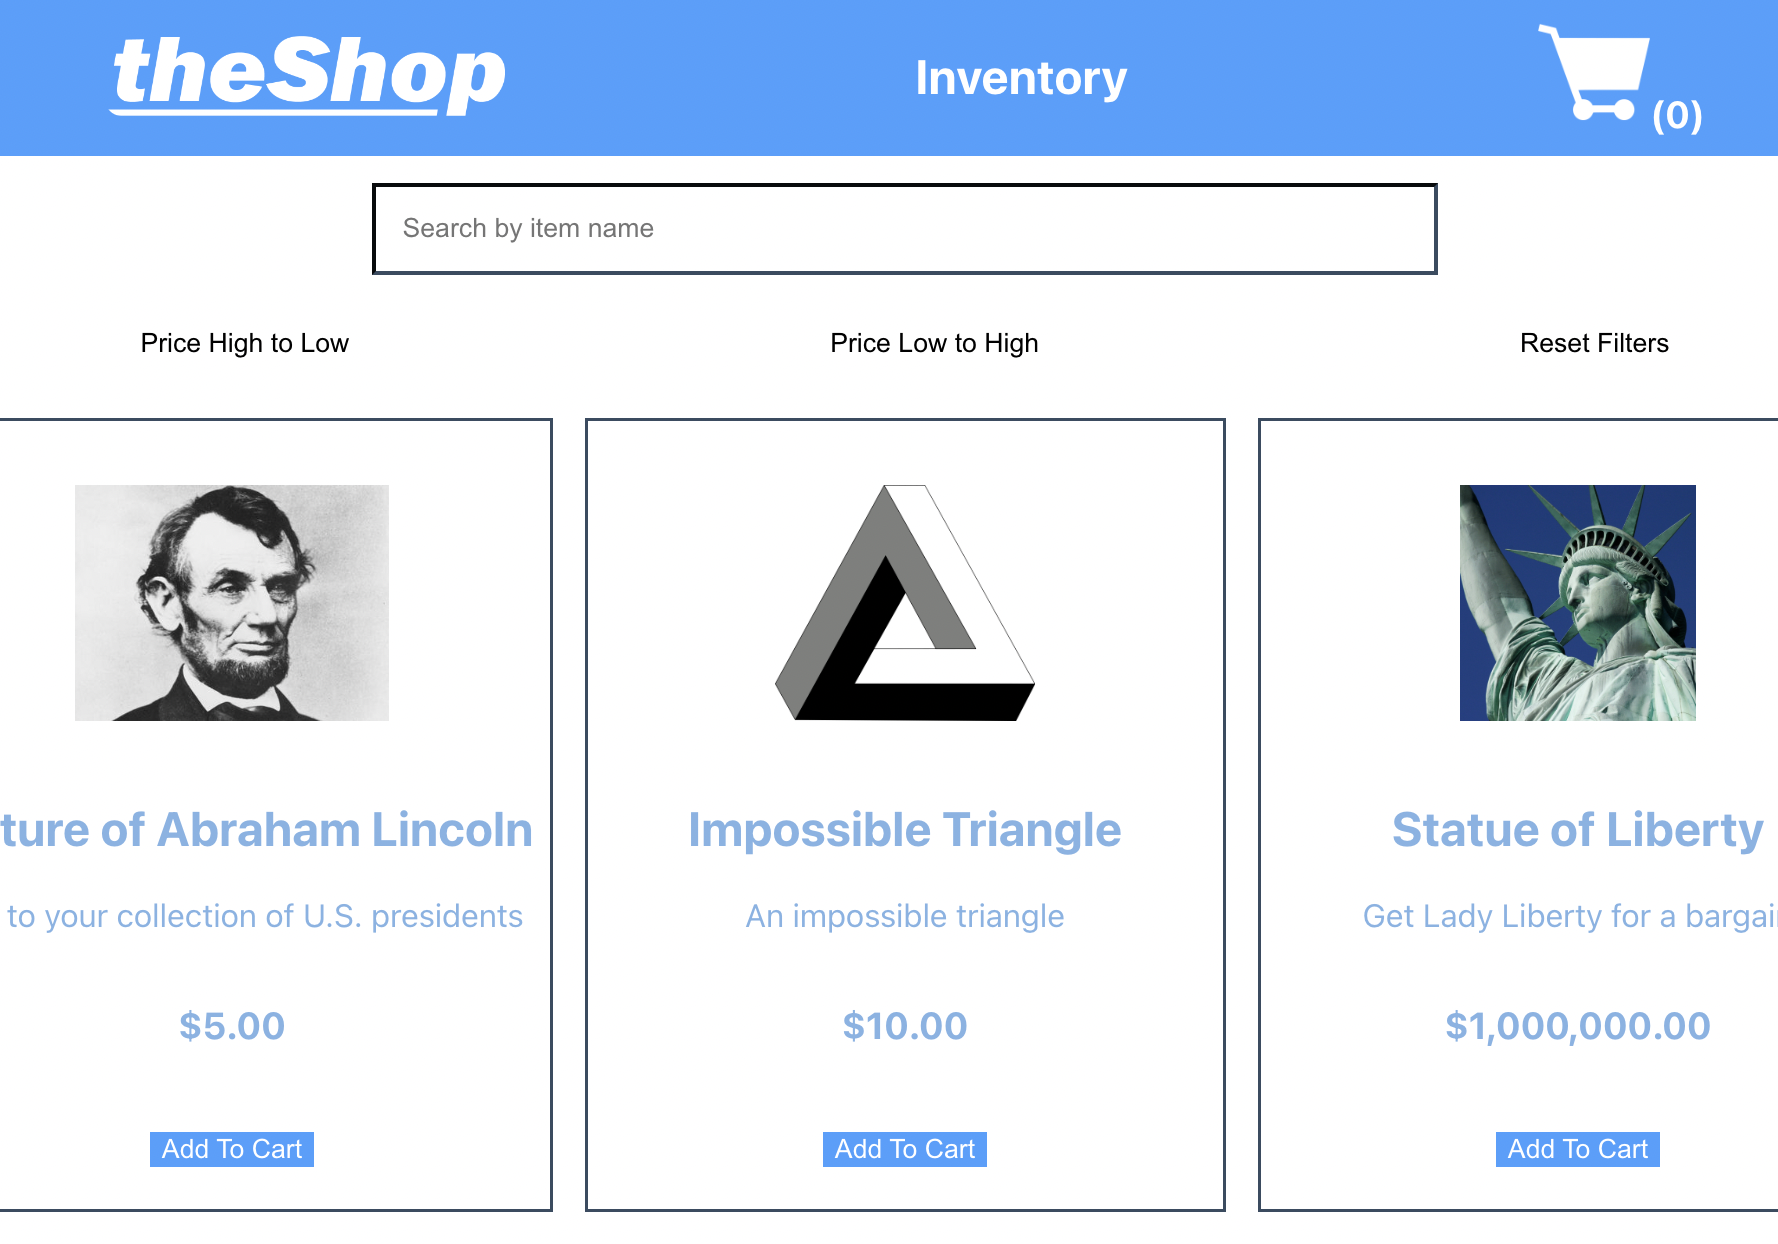 theShop
Inventory
(0)
Search by item name
Price High to Low
Price Low to High
Reset Filters
ture of Abraham Lincoln
to your collection of U.S. presidents
$5.00
Add To Cart
Impossible Triangle
An impossible triangle
$10.00
Add To Cart
Statue of Liberty
Get Lady Liberty for a bargai
$1,000,000.00
Add To Cart